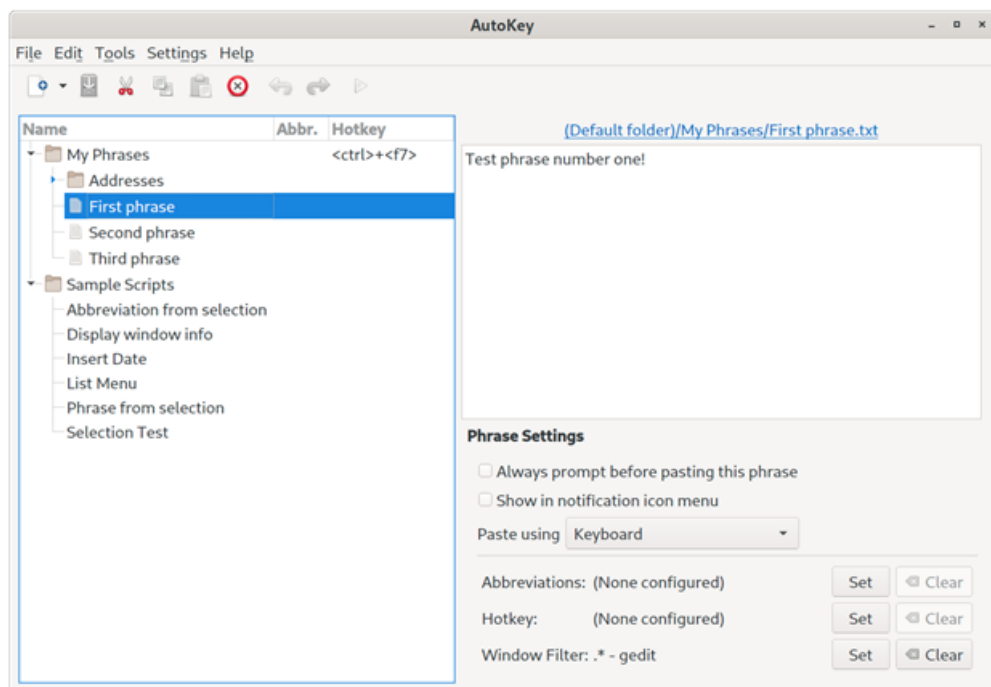 AutoKey
File Edit Tools Settings Help
Name Abbr. Hotkey
My Phrases <ctrl>+<f7>
Addresses
First phrase
Second phrase
Third phrase
Sample Scripts
Abbreviation from selection
Display window info
Insert Date
List Menu
Phrase from selection
Selection Test
(Default folder)/My Phrases/First phrase.txt
Test phrase number one!
Phrase Settings
Always prompt before pasting this phrase
Show in notification icon menu
Paste using Keyboard
Abbreviations: (None configured) Set Clear
Hotkey: (None configured) Set Clear
Window Filter: .* - gedit Set Clear